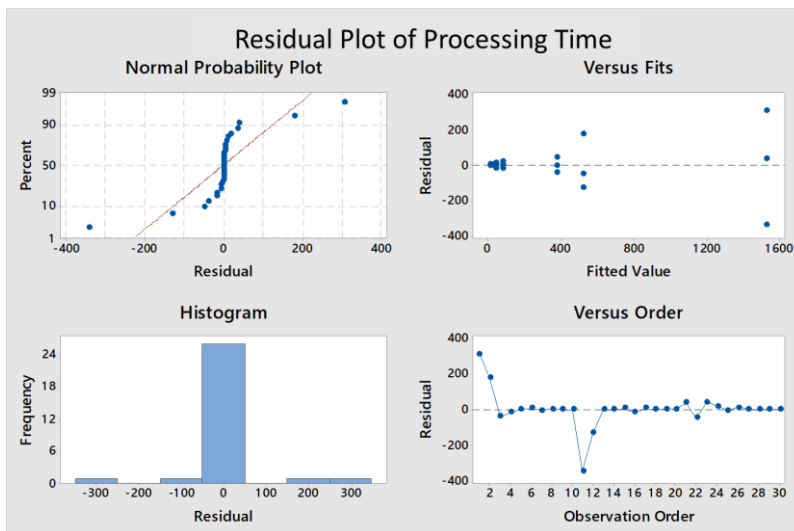 Residual Plot of Processing Time
Normal Probability Plot
99
90
50
10
1
Percent
-400 -200 0 200 400
Residual
Versus Fits
400
200
0
-200
-400
Residual
0 400 800 1200 1600
Fitted Value
Histogram
24
18
12
6
0
Frequency
-300 -200 -100 0 100 200 300
Residual
Versus Order
400
200
0
-200
-400
Residual
2 4 6 8 10 12 14 16 18 20 22 24 26 28 30
Observation Order